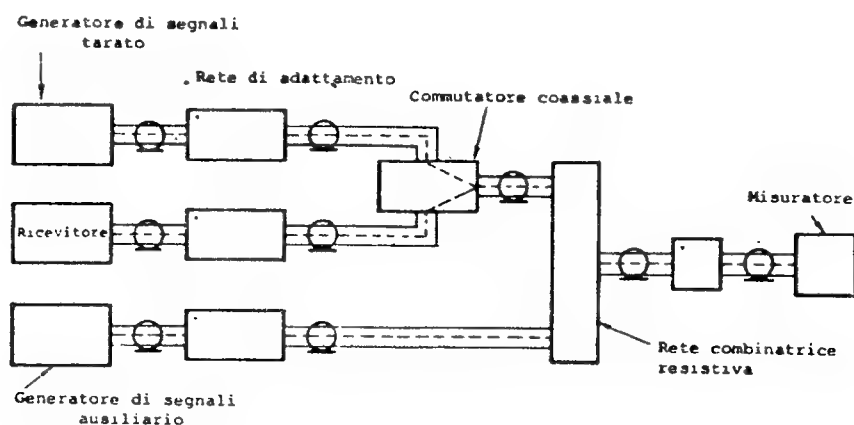 Generatore di segnali
tarato
. Rete di adattamento
Commutatore coassiale
Ricevitore
Misuratore
Rete combinatrice
resistiva
Generatore di segnali
ausiliario